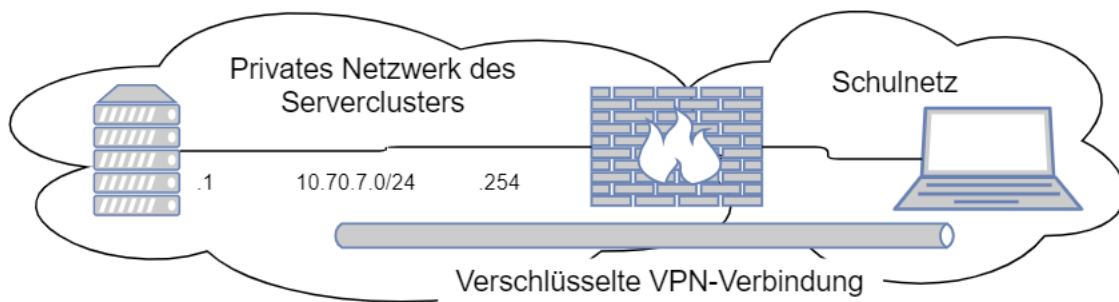 Privates Netzwerk des
Serverclusters
Schulnetz
.1
10.70.7.0/24
.254
Verschlüsselte VPN-Verbindung